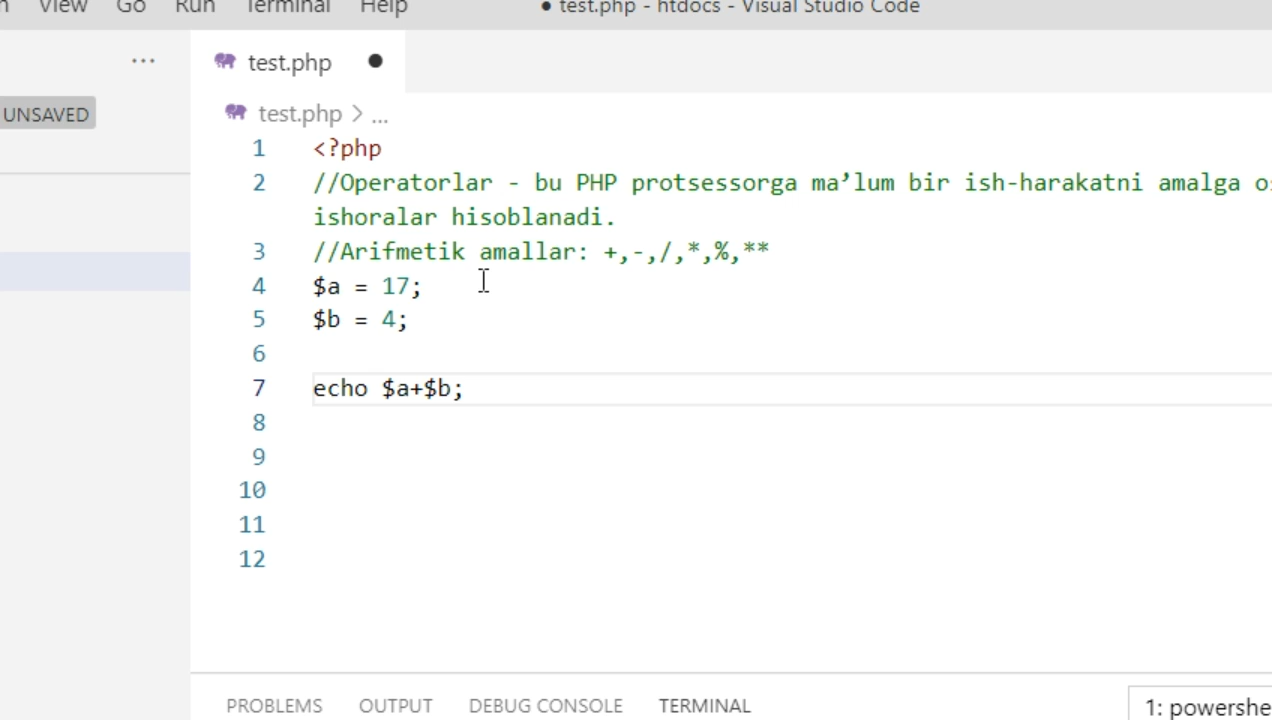 View Go Run Terminal Help ● test.php - htdocs - Visual Studio Code
... test.php ●
UNSAVED
test.php > ...
1 <?php
2 //Operatorlar - bu PHP protsessorga ma’lum bir ish-harakatni amalga
ishoralar hisoblanadi.
3 //Arifmetik amallar: +,-,/,*,%,**
4 $a = 17;
5 $b = 4;
6
7 echo $a+$b;
8
9
10
11
12
PROBLEMS OUTPUT DEBUG CONSOLE TERMINAL 1: powershe